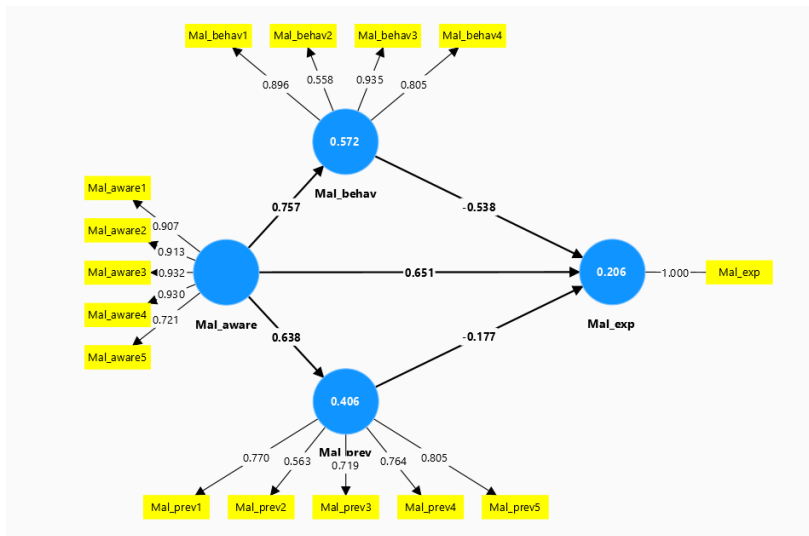 Mal_behav1
Mal_behav2
Mal_behav3
Mal_behav4
0.896
0.558
0.935
0.805
0.572
Mal_behav
Mal_aware1
Mal_aware2
Mal_aware3
Mal_aware4
Mal_aware5
0.907
0.913
0.932
0.930
0.721
Mal_aware
0.757
0.651
0.638
-0.538
-0.177
0.206
Mal_exp
1.000
Mal_exp
0.406
Mal_prev
0.770
0.563
0.719
0.764
0.805
Mal_prev1
Mal_prev2
Mal_prev3
Mal_prev4
Mal_prev5